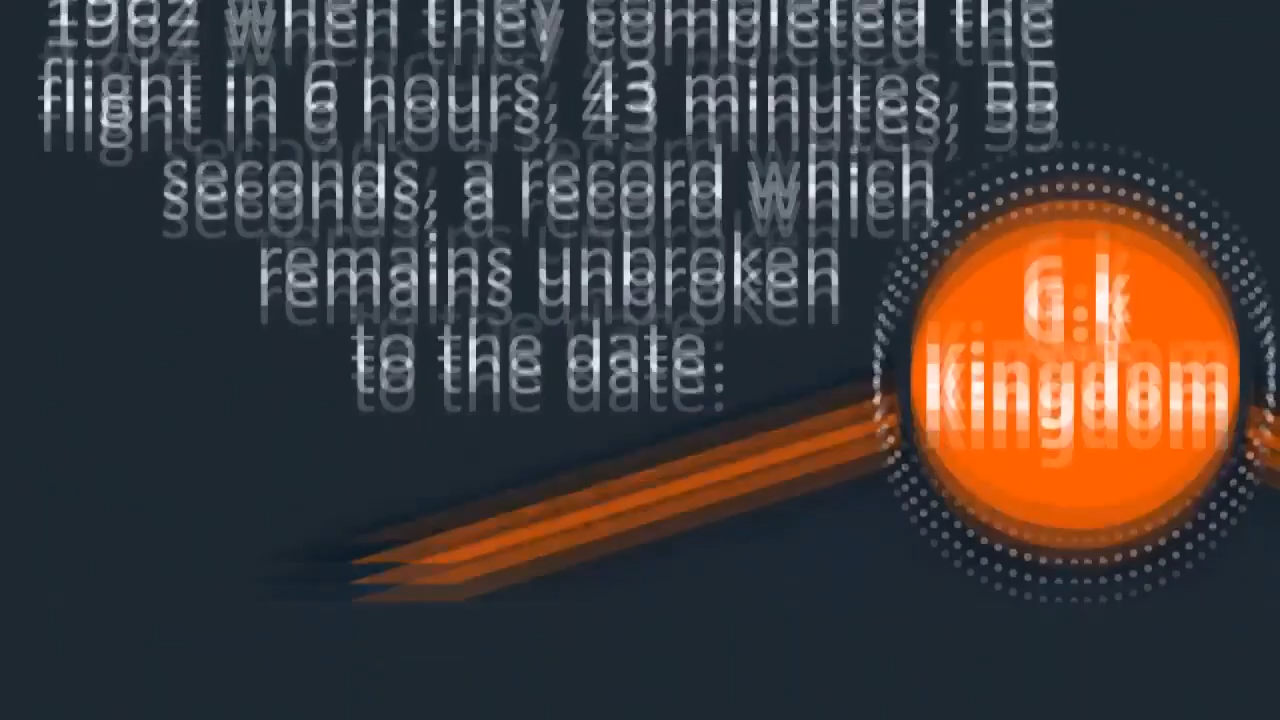 1962 when they completed the
flight in 6 hours, 43 minutes, 55
seconds, a record which
remains unbroken
to the date.
G.k
Kingdom